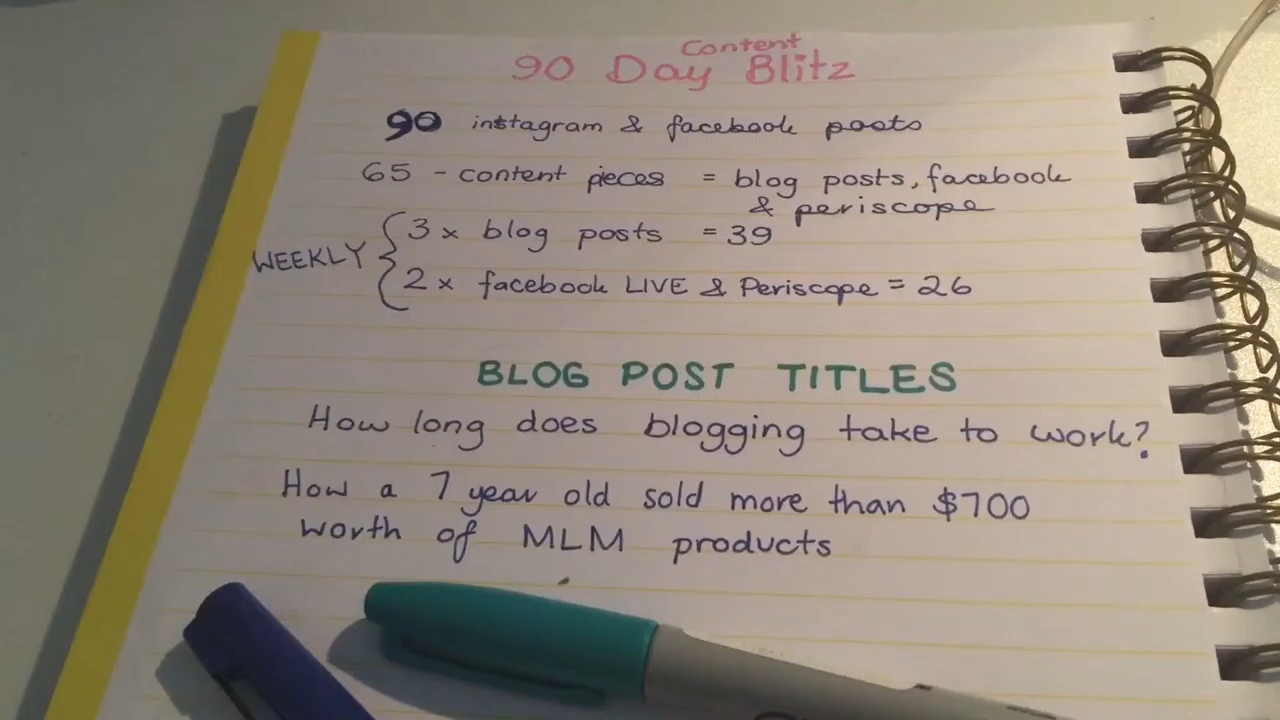 90 Day Content Blitz
90 instagram & facebook posts
65 - content pieces = blog posts, facebook
& periscope
WEEKLY { 3 x blog posts = 39
2 x facebook LIVE & Periscope = 26
BLOG POST TITLES
How long does blogging take to work?
How a 7 year old sold more than $700
worth of MLM products